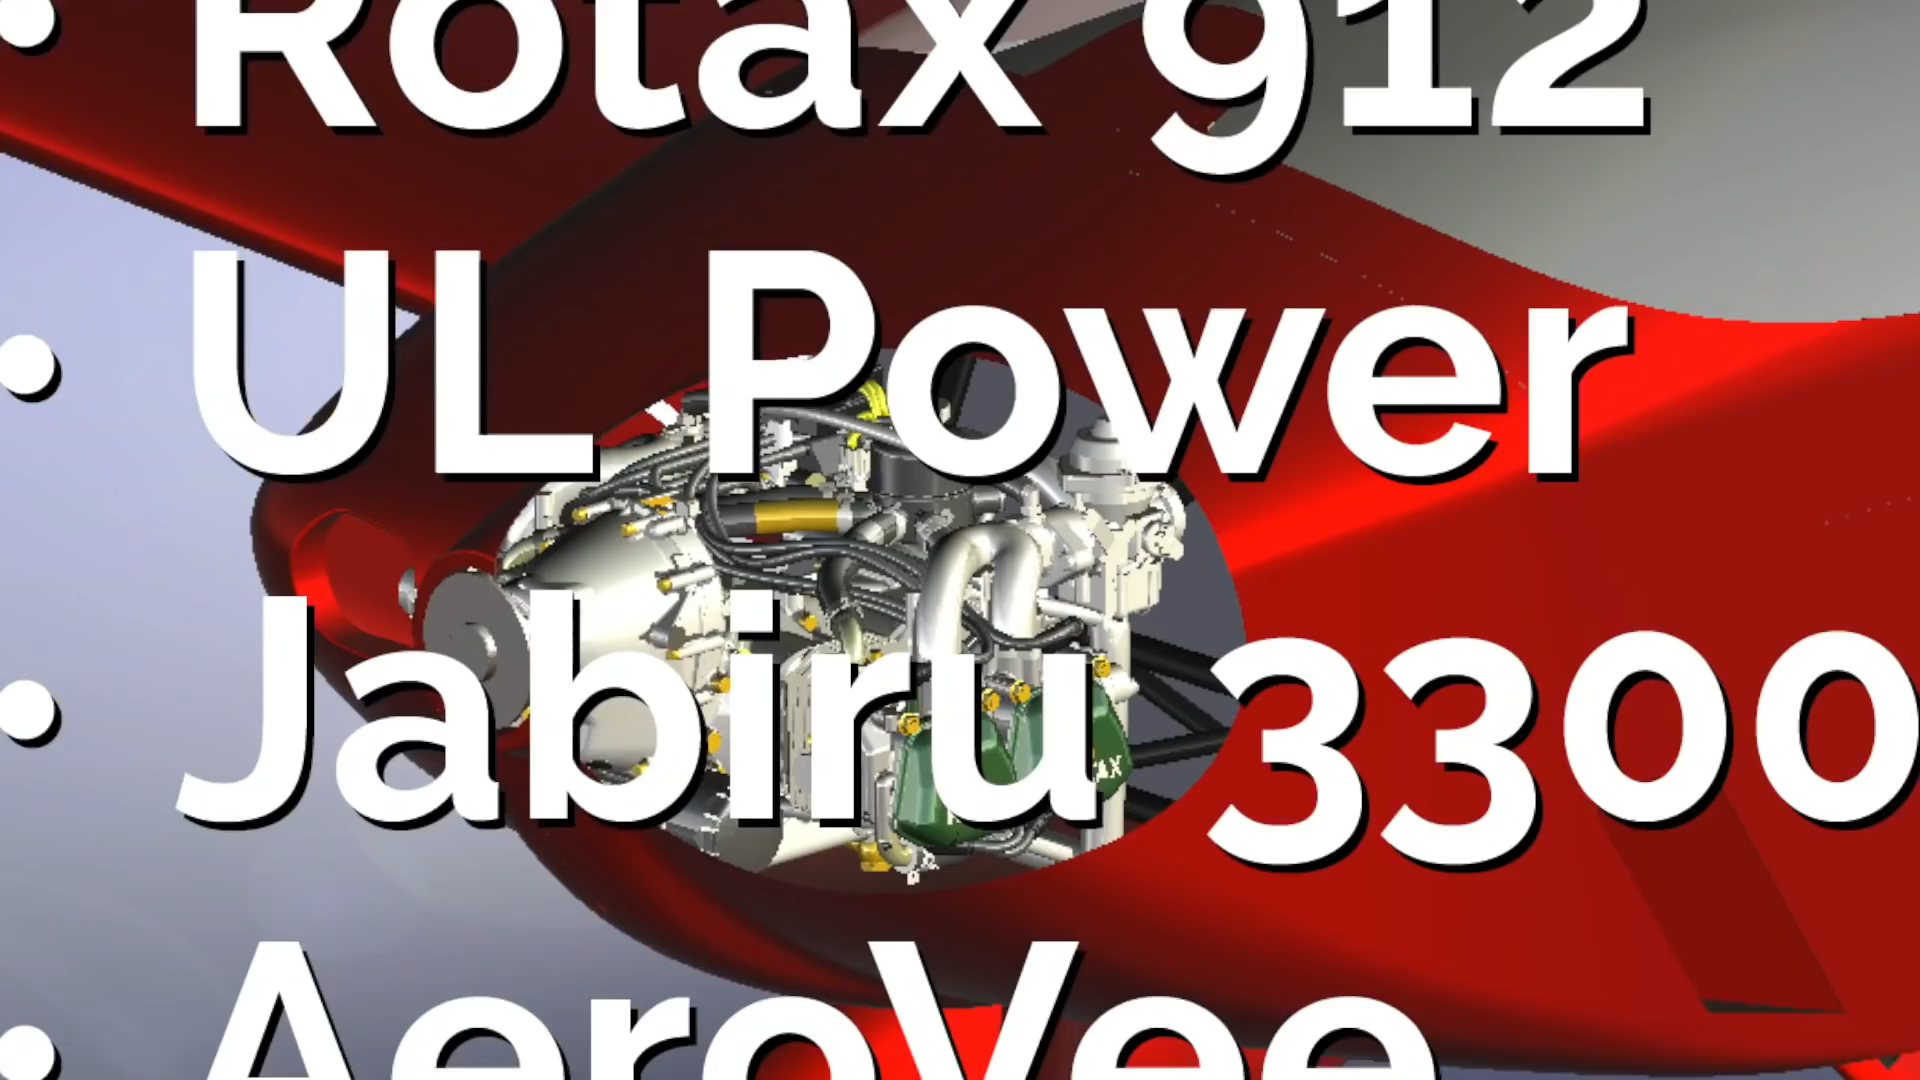 • Rotax 912
• UL Power
• Jabiru 3300
• AeroVee